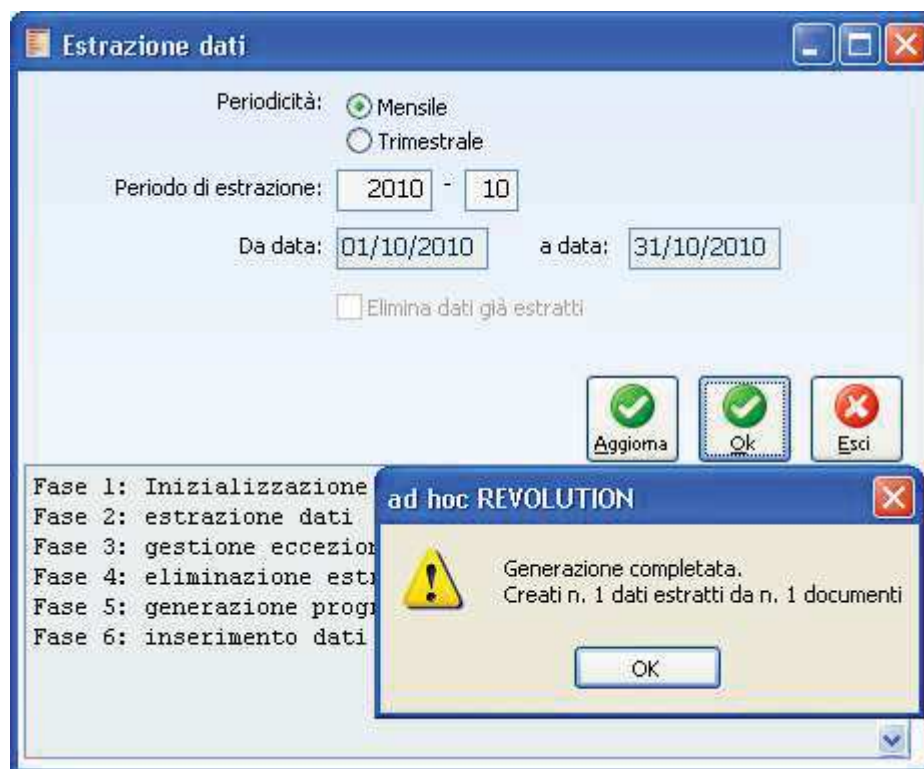 Estrazione dati
Periodicità:
Mensile
Trimestrale
Periodo di estrazione: 2010 - 10
Da data: 01/10/2010 a data: 31/10/2010
Elimina dati già estratti
Aggiorna Ok Esci
Fase 1: Inizializzazione
Fase 2: estrazione dati
Fase 3: gestione
Fase 4: eliminazione
Fase 5: generazione
Fase 6: inserimento dati
ad hoc REVOLUTION
Generazione completata.
Creati n. 1 dati estratti da n. 1 documenti
OK